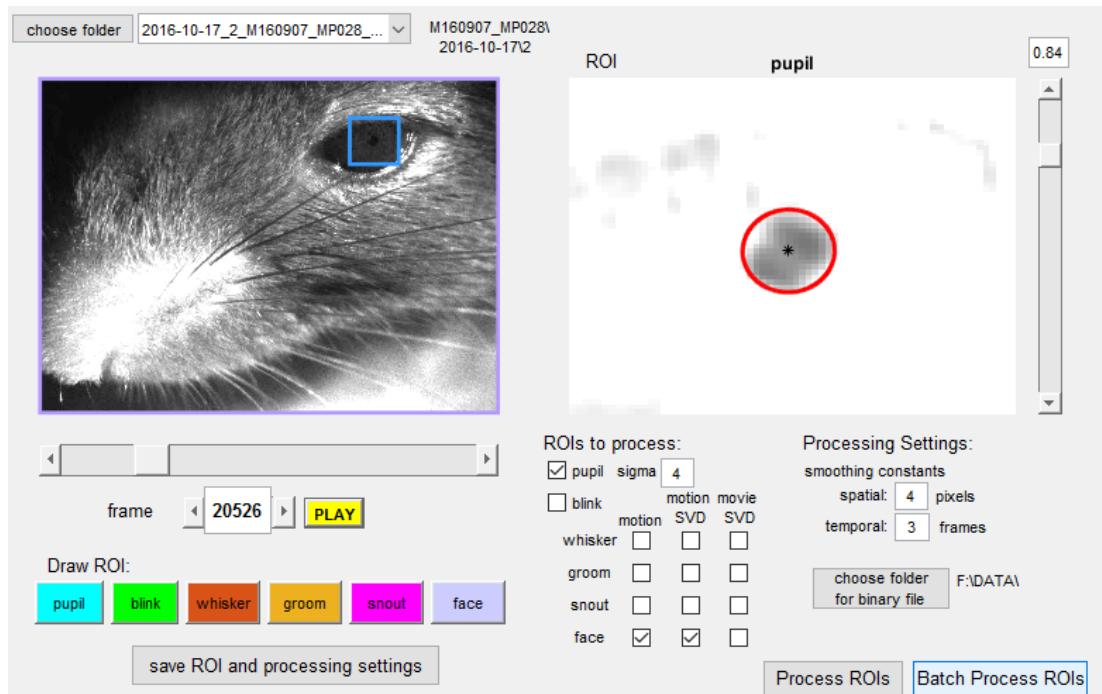 choose folder
2016-10-17_2_M160907_MP028_...
M160907_MP028\
2016-10-17\2
ROI
pupil
0.84
frame
20526
PLAY
Draw ROI:
pupil
blink
whisker
groom
snout
face
save ROI and processing settings
ROIs to process:
pupil sigma 4
blink
motion
motion SVD
movie SVD
whisker
groom
snout
face
Processing Settings:
smoothing constants
spatial: 4 pixels
temporal: 3 frames
choose folder
for binary file
F:\DATA\
Process ROIs
Batch Process ROIs